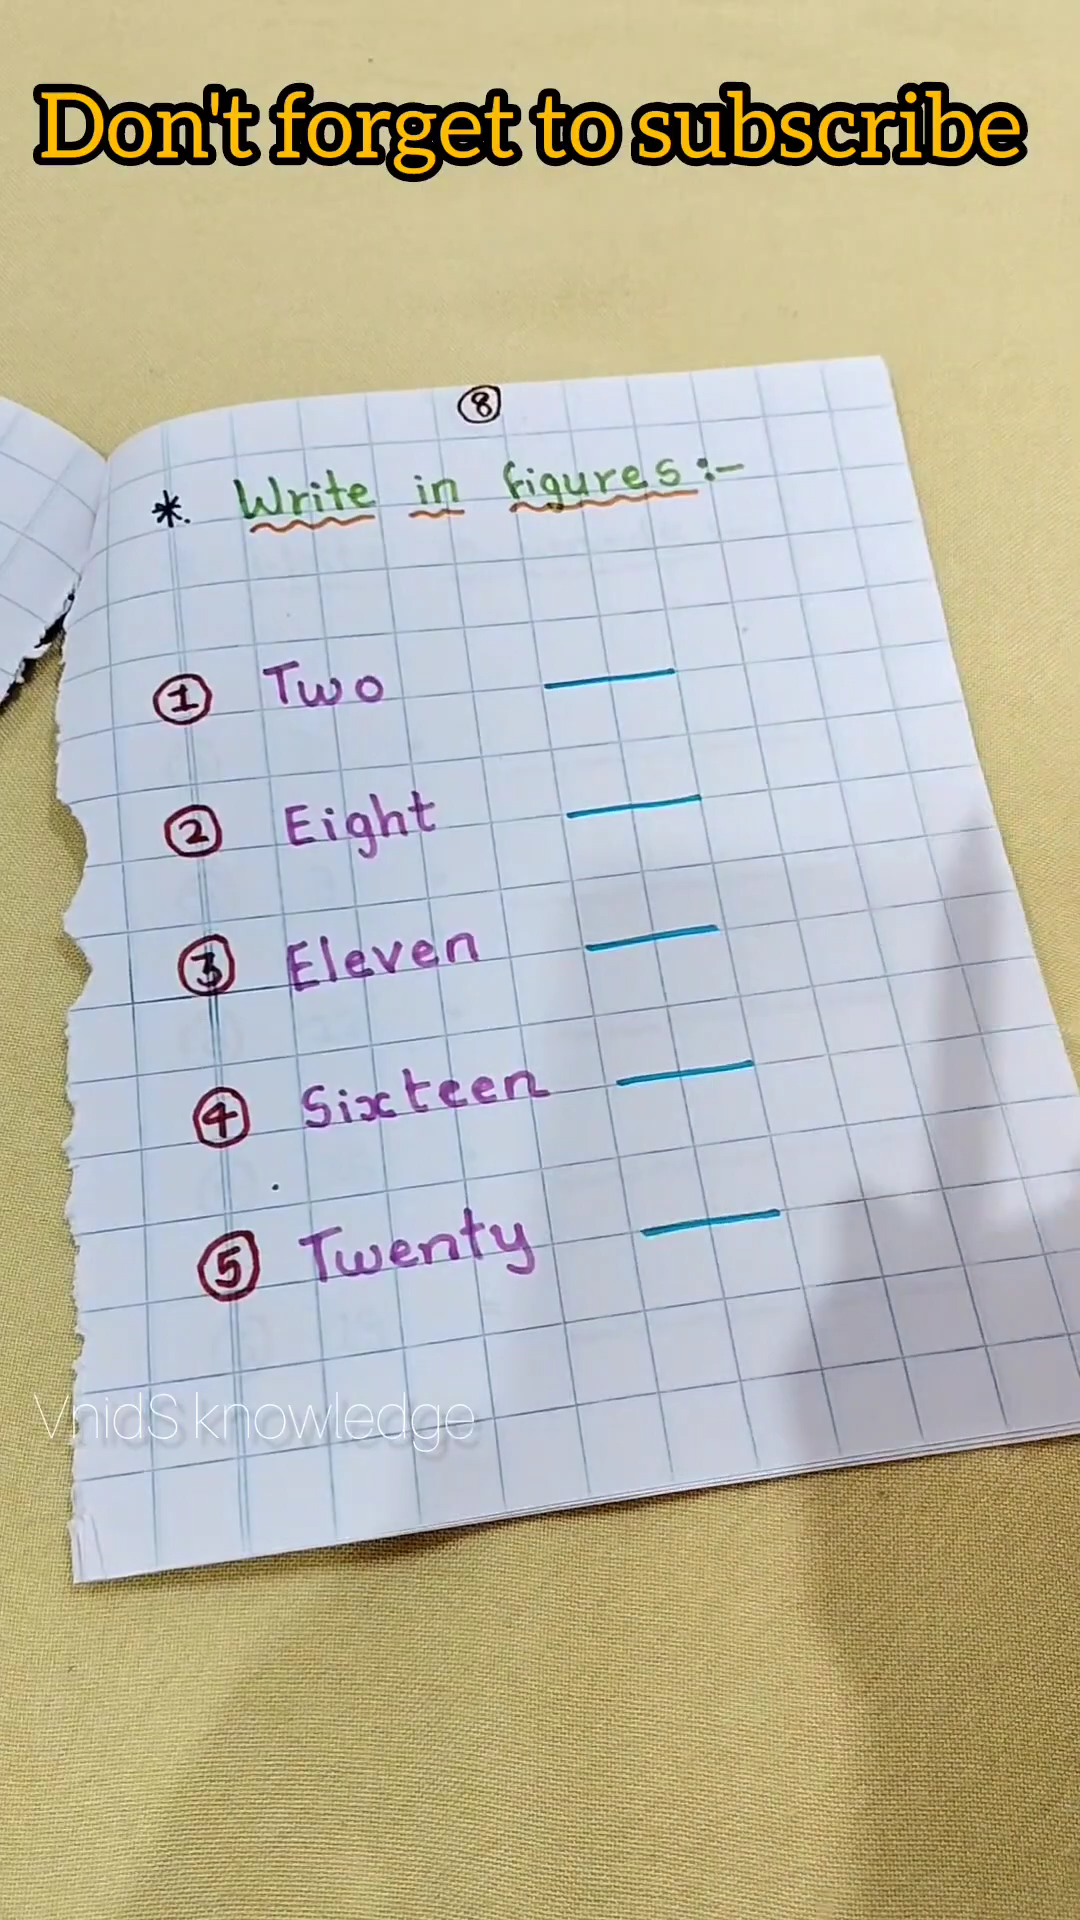 Don't forget to subscribe
8
*. Write in figures:-
1 Two
2 Eight
3 Eleven
4 Sixteen
5 Twenty
VnidS knowledge